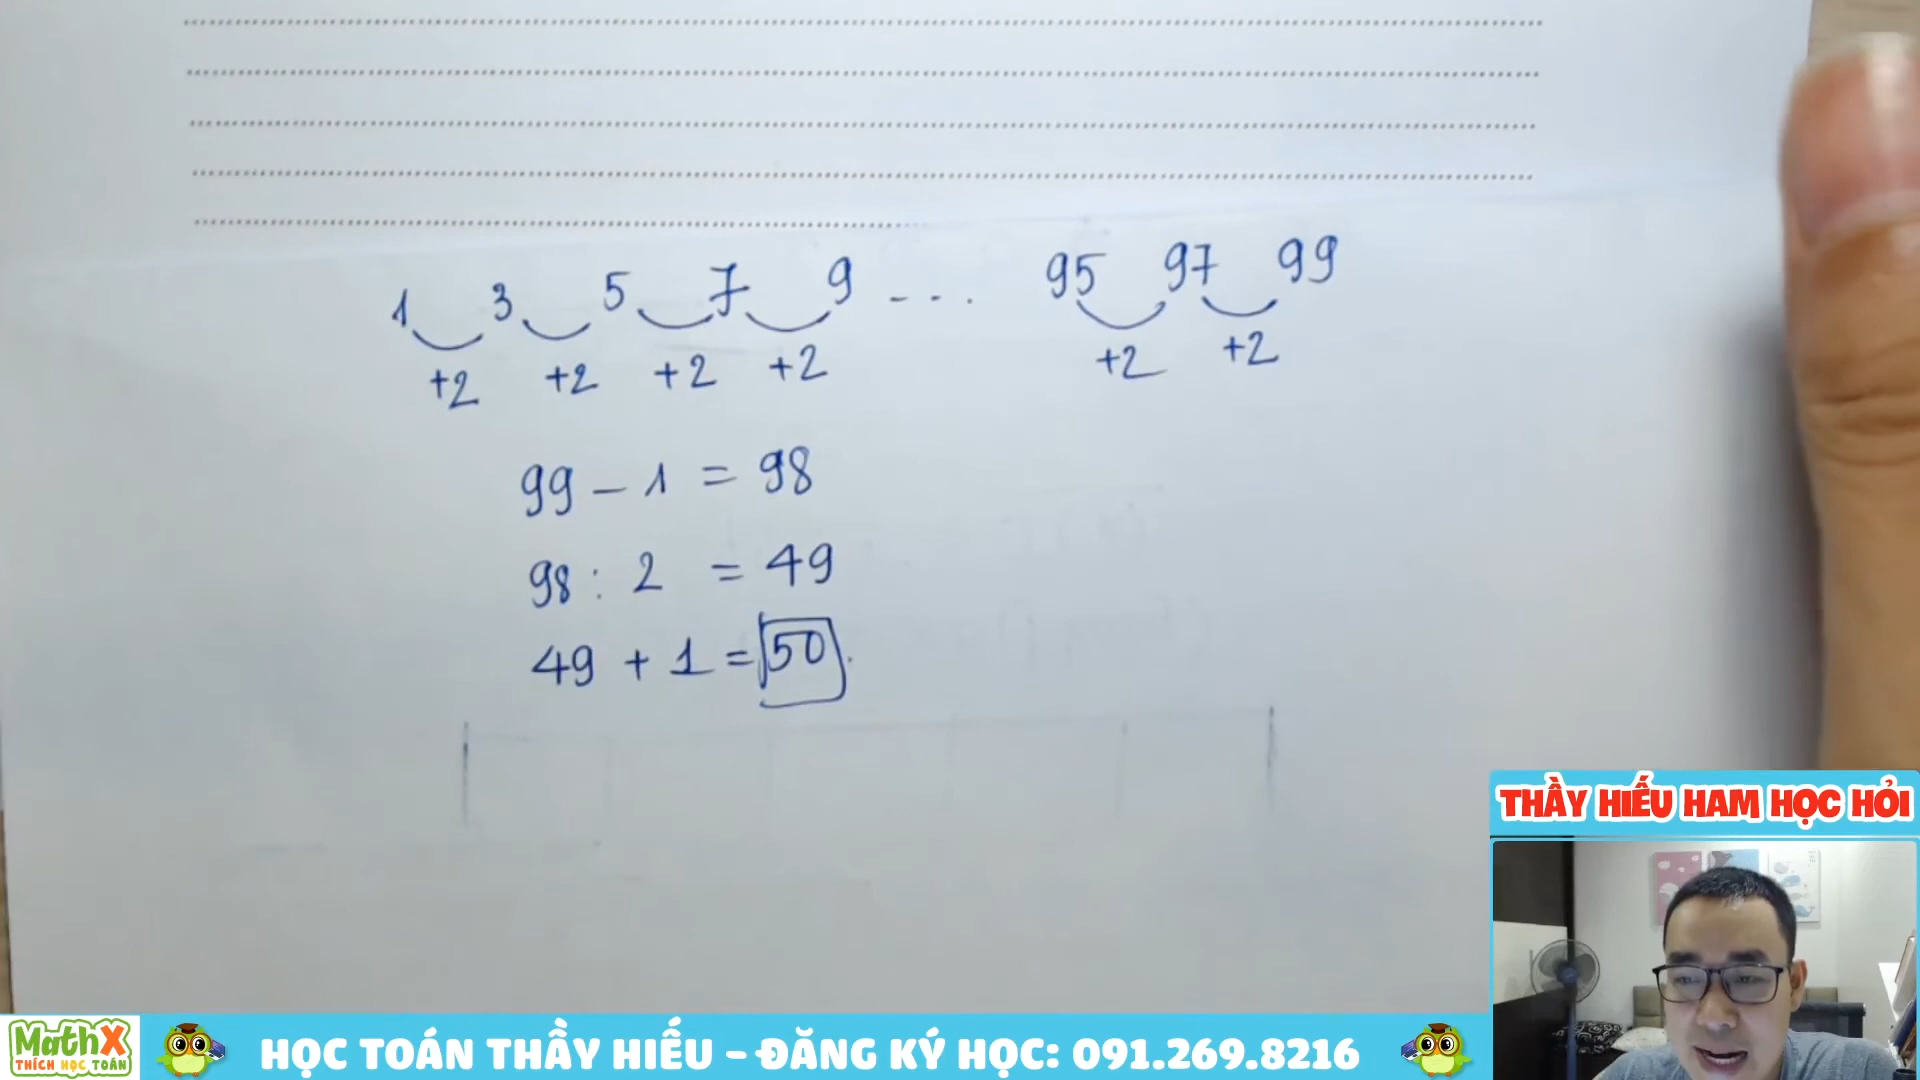 1 3 5 7 9 --- 95 97 99
+2 +2 +2 +2 +2 +2
99 - 1 = 98
98 : 2 = 49
49 + 1 = 50.
THẦY HIẾU HAM HỌC HỎI
MathX
THÍCH HỌC TOÁN
HỌC TOÁN THẦY HIẾU - ĐĂNG KÝ HỌC: 091.269.8216